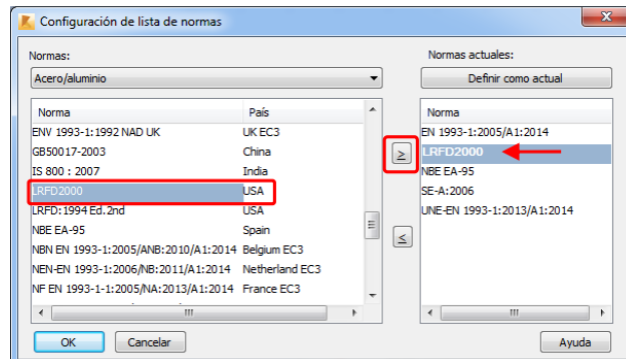 Configuración de lista de normas
Normas:
Acero/aluminio
Norma País
ENV 1993-1:1992 NAD UK UK EC3
GB50017-2003 China
IS 800 : 2007 India
LRFD2000 USA
LRFD:1994 Ed.2nd USA
NBE EA-95 Spain
NBN EN 1993-1:2005/ANB:2010/A1:2014 Belgium EC3
NEN-EN 1993-1:2006/NB:2011/A1:2014 Netherland EC3
NF EN 1993-1-1:2005/NA:2013/A1:2014 France EC3
≥
≤
Normas actuales:
Definir como actual
Norma
EN 1993-1:2005/A1:2014
LRFD2000
NBE EA-95
SE-A:2006
UNE-EN 1993-1:2013/A1:2014
OK
Cancelar
Ayuda